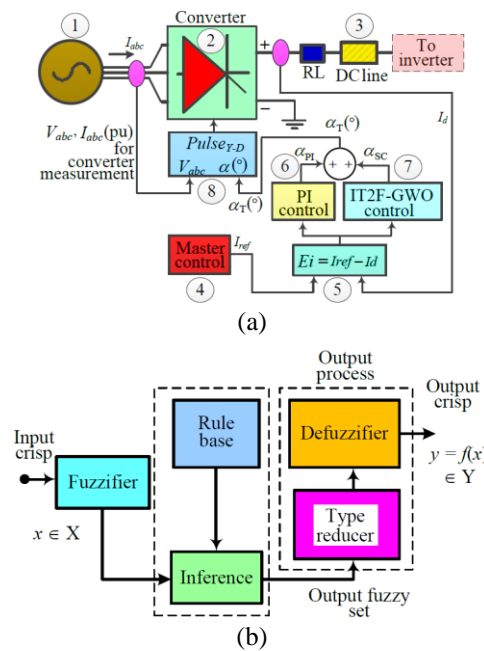 1
I_abc
Converter
2
+
−
RL
3
DC line
To
inverter
V_abc, I_abc(pu)
for
converter
measurement
Pulse_Y-D
V_abc α(°)
8
α_T(°)
α_T(°)
I_d
α_PI
+ +
α_SC
6
7
PI
control
IT2F-GWO
control
Master
control
I_ref
4
Ei = Iref − Id
5
(a)
Input
crisp
x ∈ X
Fuzzifier
Rule
base
Inference
Output
process
Defuzzifier
Type
reducer
Output fuzzy
set
Output
crisp
y = f(x)
∈ Y
(b)